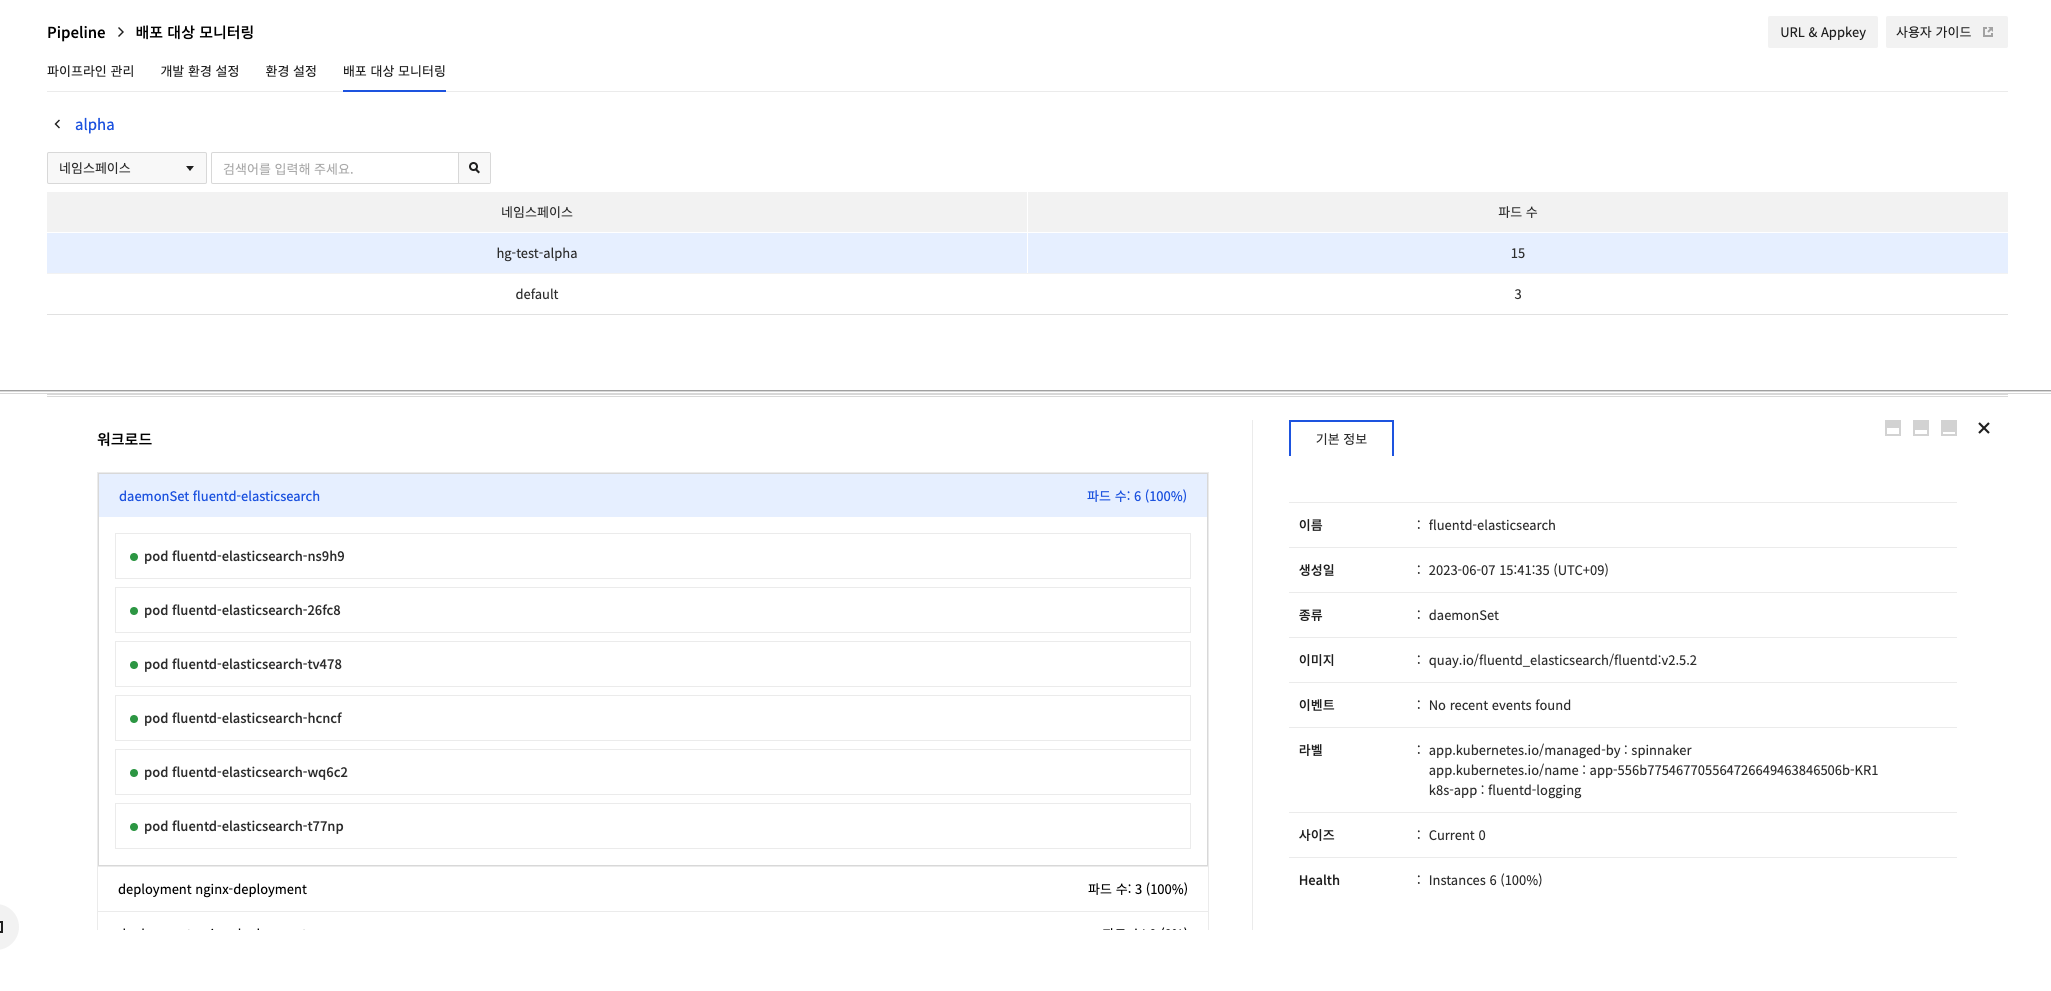 Pipeline > 배포 대상 모니터링
URL & Appkey
사용자 가이드
파이프라인 관리 개발 환경 설정 환경 설정 배포 대상 모니터링
alpha
네임스페이스
검색어를 입력해 주세요.
네임스페이스 파드 수
hg-test-alpha 15
default 3
워크로드
daemonSet fluentd-elasticsearch 파드 수: 6 (100%)
pod fluentd-elasticsearch-ns9h9
pod fluentd-elasticsearch-26fc8
pod fluentd-elasticsearch-tv478
pod fluentd-elasticsearch-hcncf
pod fluentd-elasticsearch-wq6c2
pod fluentd-elasticsearch-t77np
deployment nginx-deployment 파드 수: 3 (100%)
기본 정보
이름 : fluentd-elasticsearch
생성일 : 2023-06-07 15:41:35 (UTC+09)
종류 : daemonSet
이미지 : quay.io/fluentd_elasticsearch/fluentd:v2.5.2
이벤트 : No recent events found
라벨 : app.kubernetes.io/managed-by : spinnaker
app.kubernetes.io/name : app-556b775467705564726649463846506b-KR1
k8s-app : fluentd-logging
사이즈 : Current 0
Health : Instances 6 (100%)